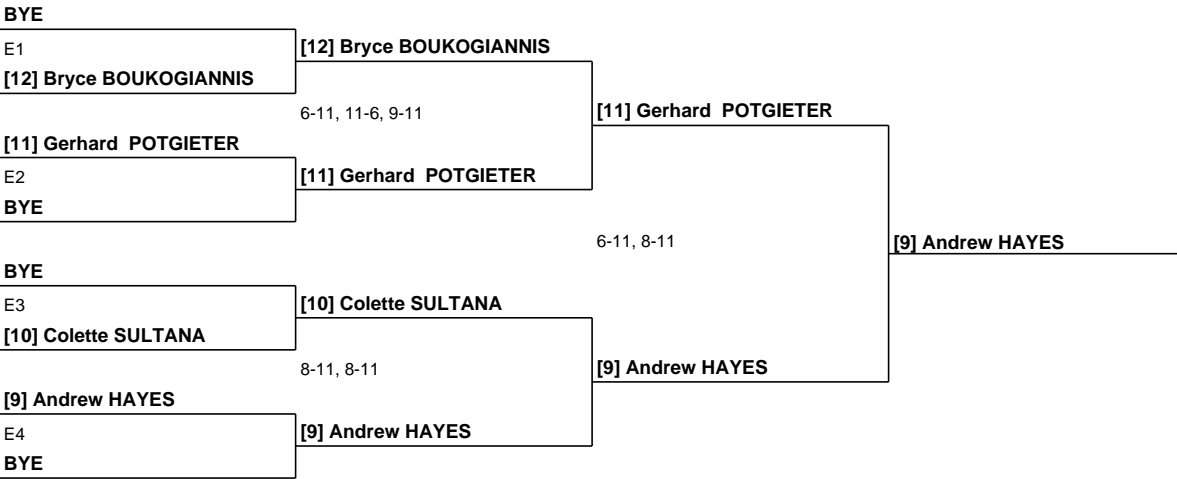 BYE
E1
[12] Bryce BOUKOGIANNIS
[12] Bryce BOUKOGIANNIS
6-11, 11-6, 9-11
[11] Gerhard  POTGIETER
[11] Gerhard  POTGIETER
E2
[11] Gerhard  POTGIETER
BYE
6-11, 8-11
[9] Andrew HAYES
BYE
E3
[10] Colette SULTANA
[10] Colette SULTANA
8-11, 8-11
[9] Andrew HAYES
[9] Andrew HAYES
E4
[9] Andrew HAYES
BYE